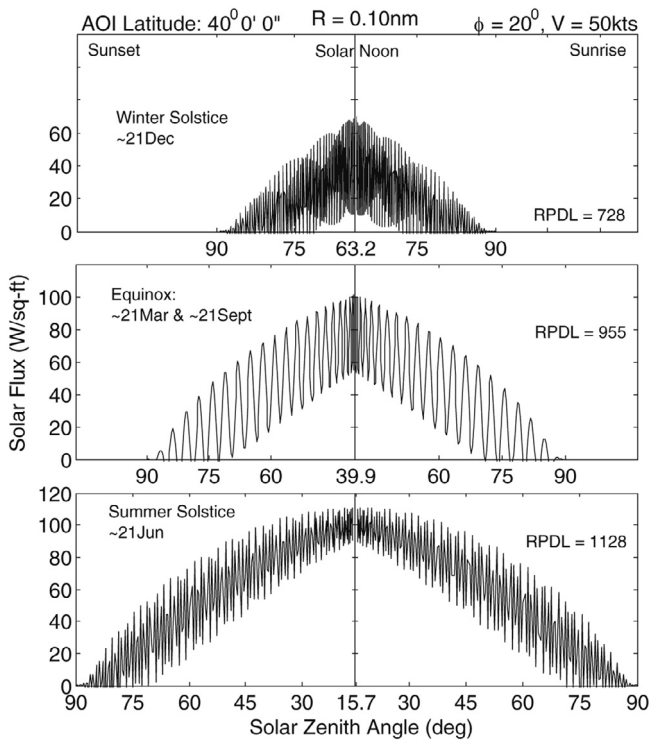 AOI Latitude: 40⁰ 0' 0" R = 0.10nm ϕ = 20⁰, V = 50kts
Sunset Solar Noon Sunrise
Winter Solstice
~21Dec
60
40
20
RPDL = 728
0
90 75 63.2 75 90
Equinox:
~21Mar & ~21Sept
100
80
RPDL = 955
60
40
20
0
90 75 60 39.9 60 75 90
Solar Flux (W/sq-ft)
120
Summer Solstice
~21Jun
100
RPDL = 1128
80
60
40
20
0
90 75 60 45 30 15.7 30 45 60 75 90
Solar Zenith Angle (deg)